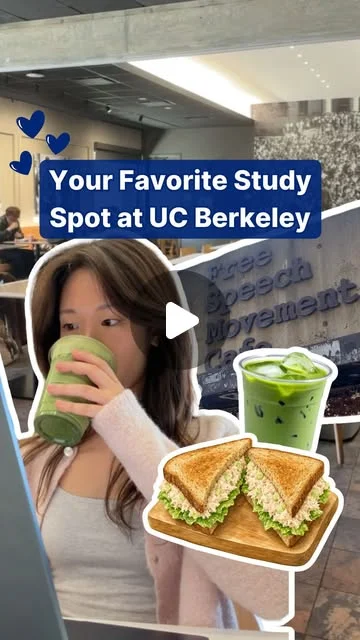 Your Favorite Study
Spot at UC Berkeley
Free
Speech
Movement
Cafe